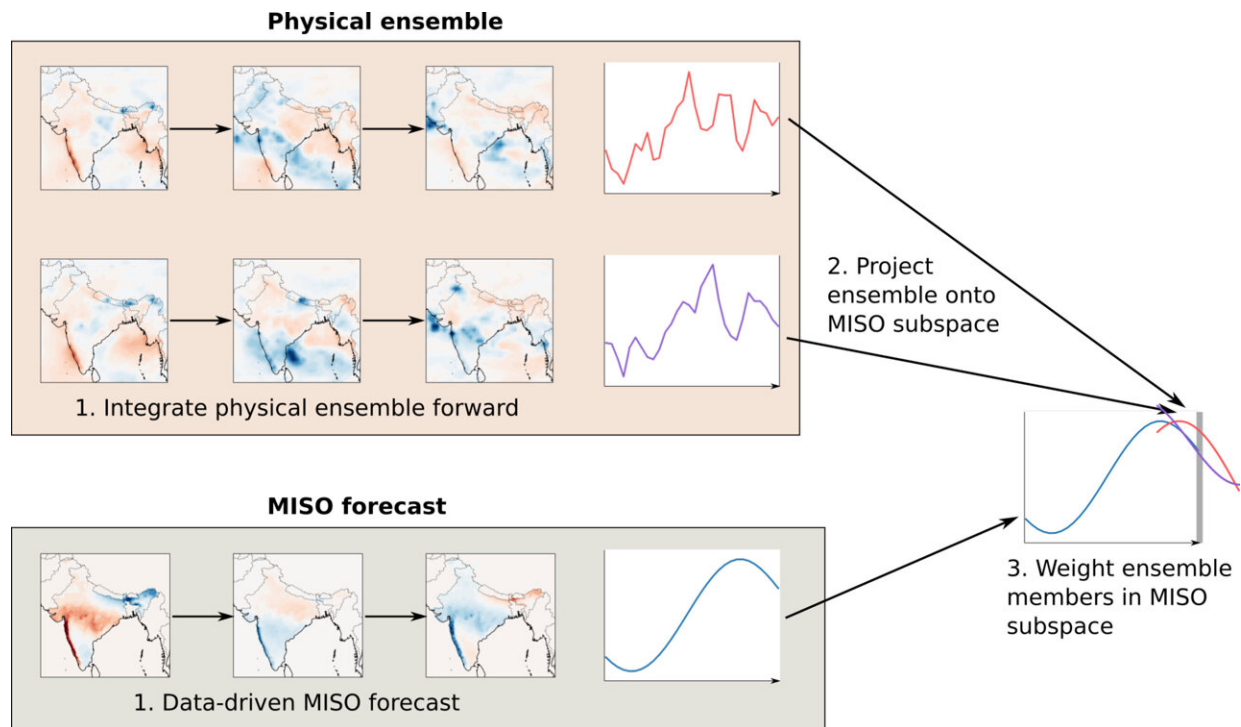 Physical ensemble
1. Integrate physical ensemble forward
2. Project
ensemble onto
MISO subspace
MISO forecast
1. Data-driven MISO forecast
3. Weight ensemble
members in MISO
subspace